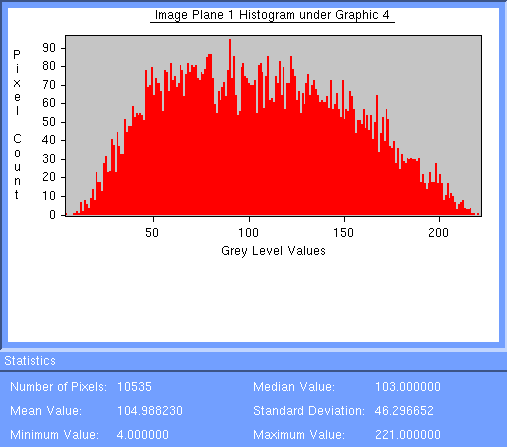 Image Plane 1 Histogram under Graphic 4
Pixel Count
90
80
70
60
50
40
30
20
10
0
50 100 150 200
Grey Level Values
Statistics
Number of Pixels: 10535 Median Value: 103.000000
Mean Value: 104.988230 Standard Deviation: 46.296652
Minimum Value: 4.000000 Maximum Value: 221.000000